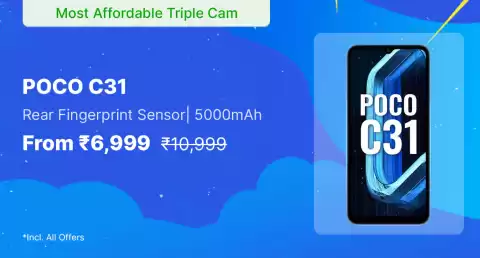 Most Affordable Triple Cam
POCO C31
Rear Fingerprint Sensor| 5000mAh
From ₹6,999 ₹10,999
*Incl. All Offers
POCO
C31